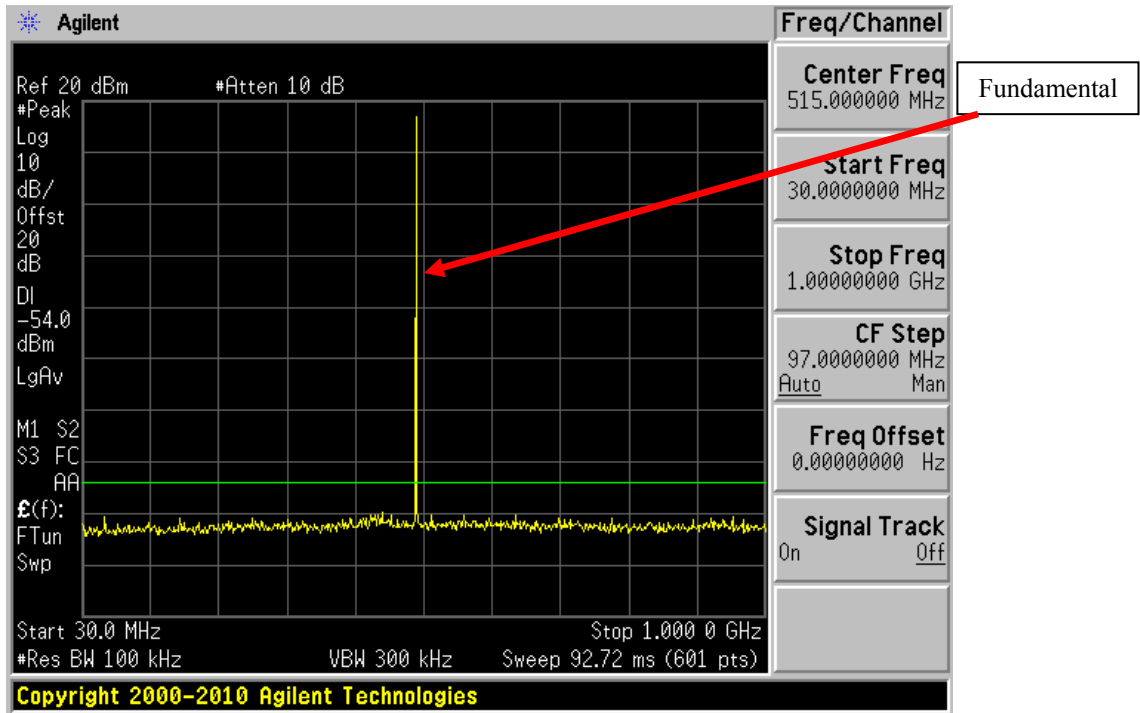 Agilent
Freq/Channel
Ref 20 dBm #Atten 10 dB
#Peak
Log
10
dB/
Offst
20
dB
DI
-54.0
dBm
LgAv
M1 S2
S3 FC
AA
£(f):
FTun
Swp
Start 30.0 MHz Stop 1.000 0 GHz
#Res BW 100 kHz VBW 300 kHz Sweep 92.72 ms (601 pts)
Copyright 2000-2010 Agilent Technologies
Center Freq
515.000000 MHz
Start Freq
30.0000000 MHz
Stop Freq
1.00000000 GHz
CF Step
97.0000000 MHz
Auto Man
Freq Offset
0.00000000 Hz
Signal Track
On Off
Fundamental